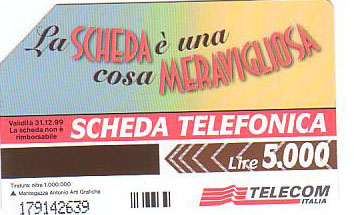 La SCHEDA è una
cosa MERAVIGLIOSA
Validità 31.12.99
La scheda non è
rimborsabile
SCHEDA TELEFONICA
Lire 5.000
Tiratura: oltre 1.000.000
Mantegazza Antonio Arti Grafiche
179142639
TELECOM
ITALIA